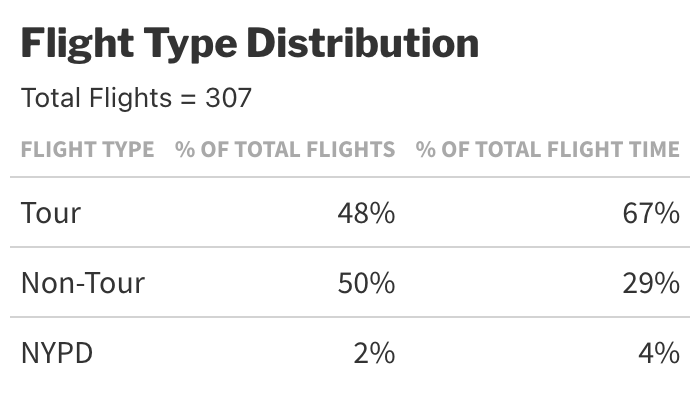 Flight Type Distribution
Total Flights = 307
FLIGHT TYPE % OF TOTAL FLIGHTS % OF TOTAL FLIGHT TIME
Tour 48% 67%
Non-Tour 50% 29%
NYPD 2% 4%